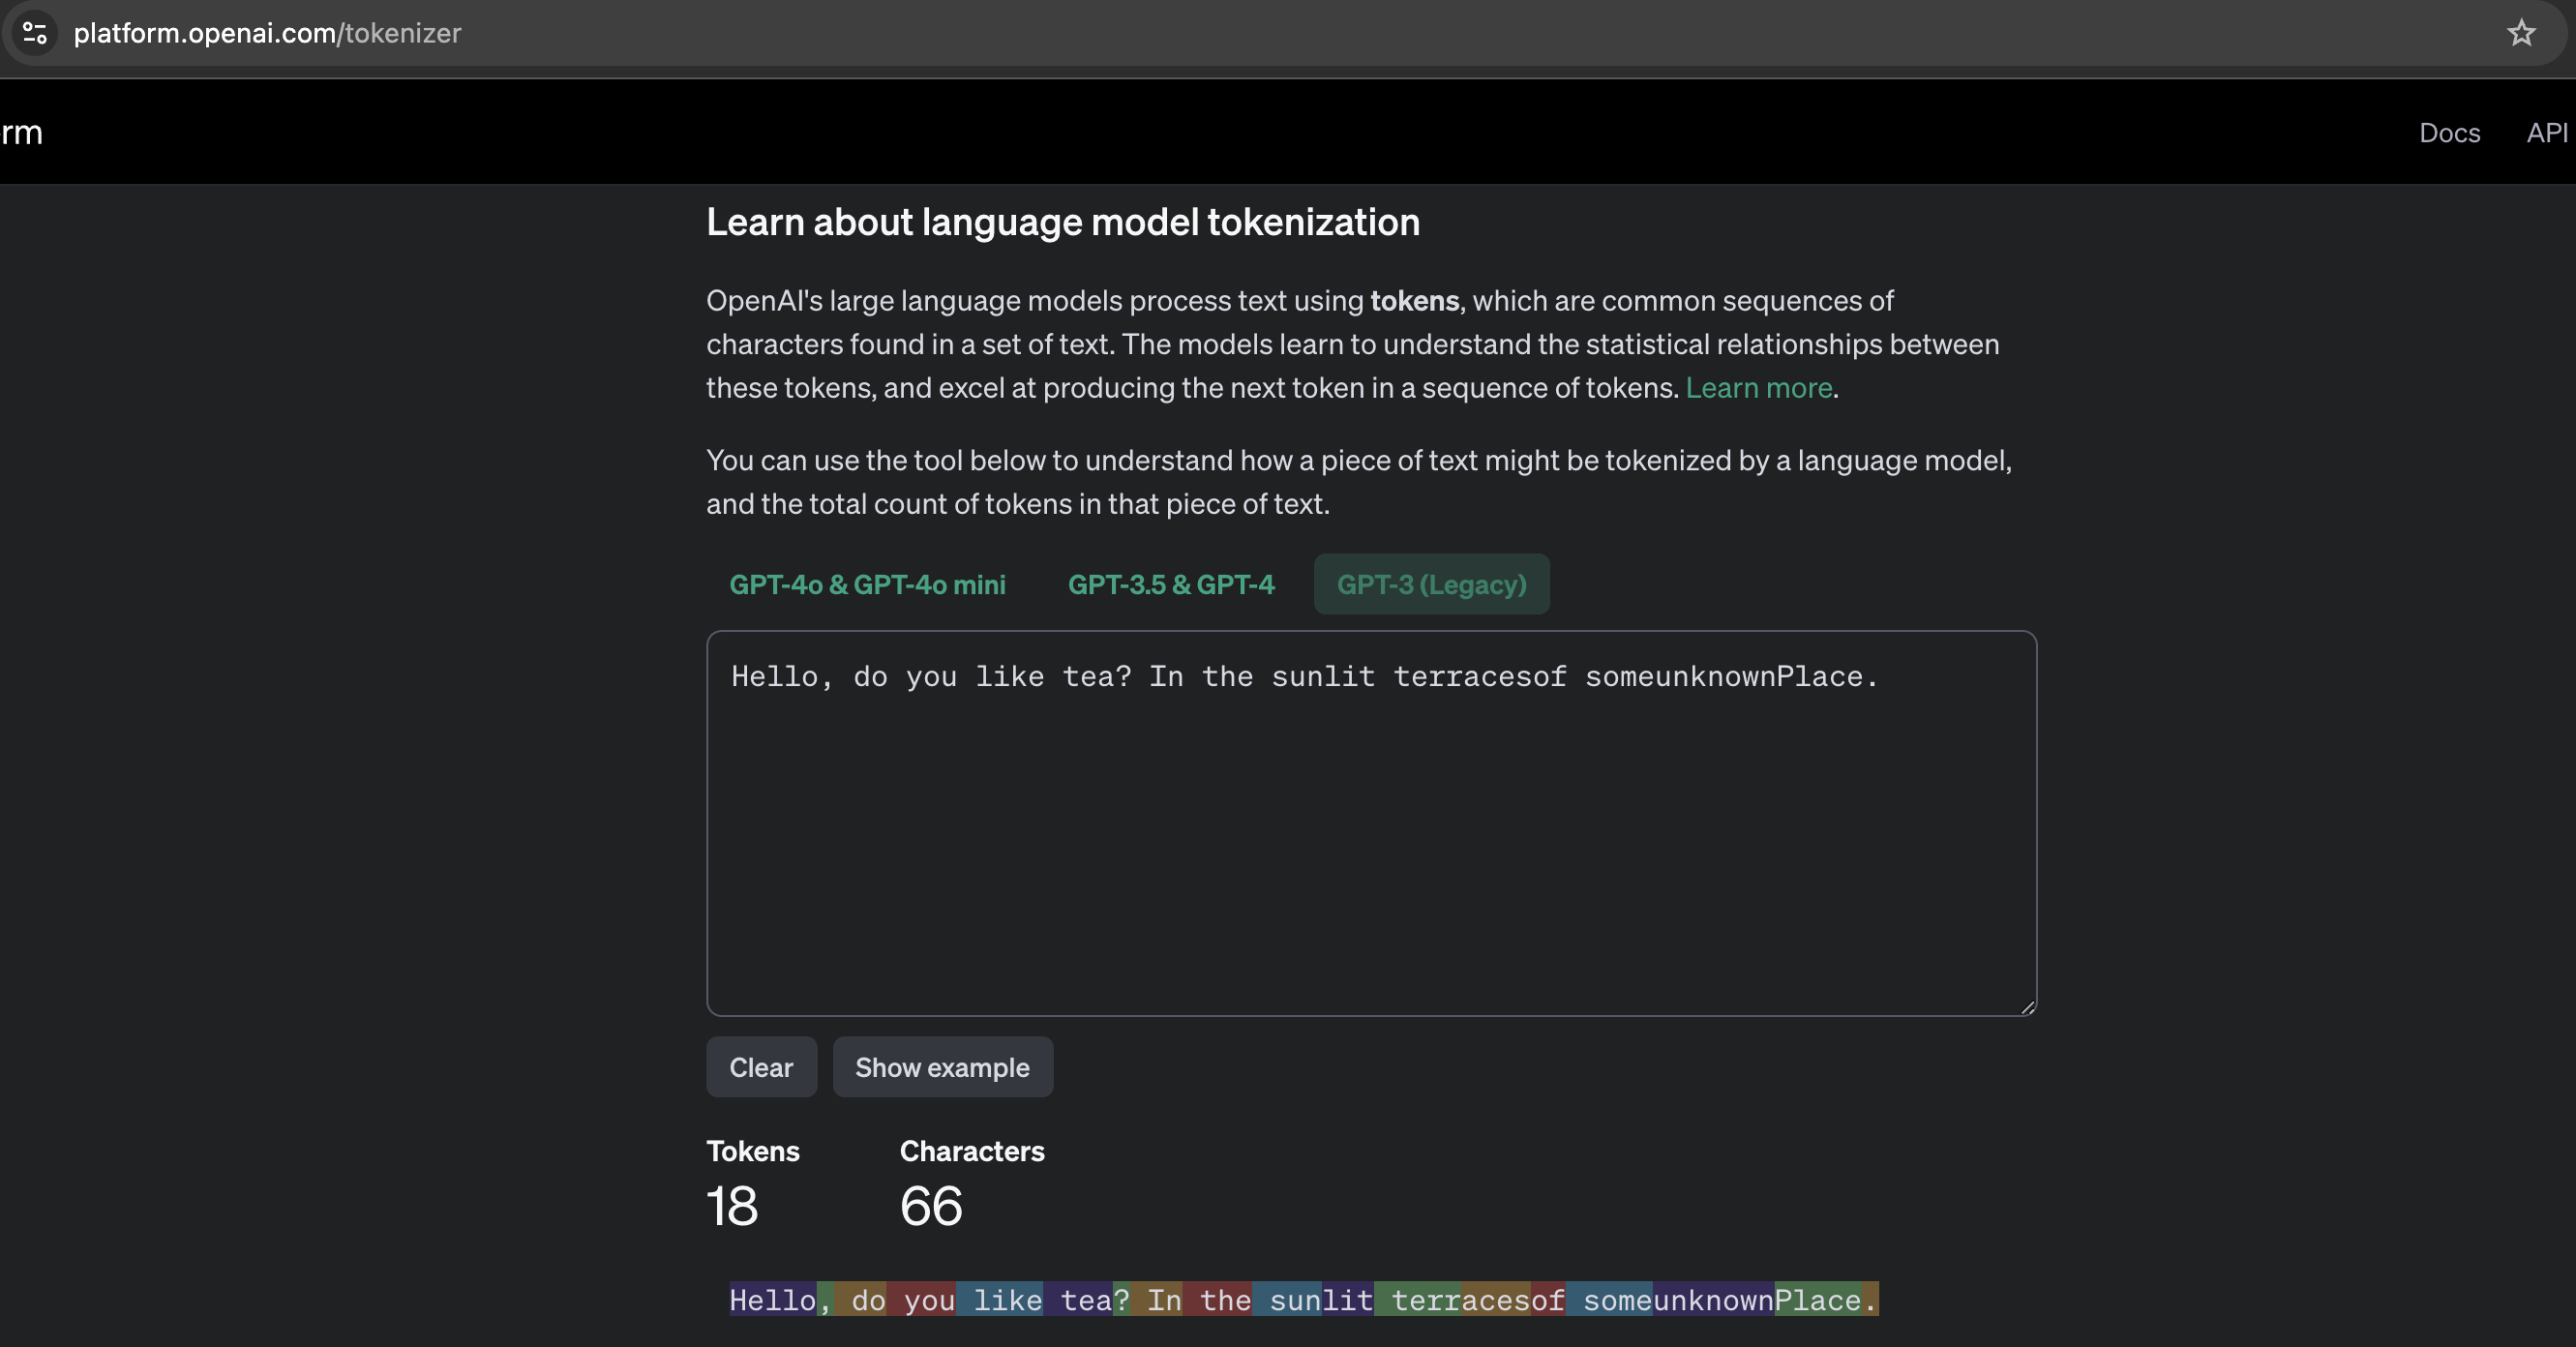 platform.openai.com/tokenizer
rm
Docs API
Learn about language model tokenization
OpenAI's large language models process text using tokens, which are common sequences of
characters found in a set of text. The models learn to understand the statistical relationships between
these tokens, and excel at producing the next token in a sequence of tokens. Learn more.
You can use the tool below to understand how a piece of text might be tokenized by a language model,
and the total count of tokens in that piece of text.
GPT-4o & GPT-4o mini GPT-3.5 & GPT-4 GPT-3 (Legacy)
Hello, do you like tea? In the sunlit terracesof someunknownPlace.
Clear Show example
Tokens Characters
18 66
Hello, do you like tea? In the sunlit terracesof someunknownPlace.